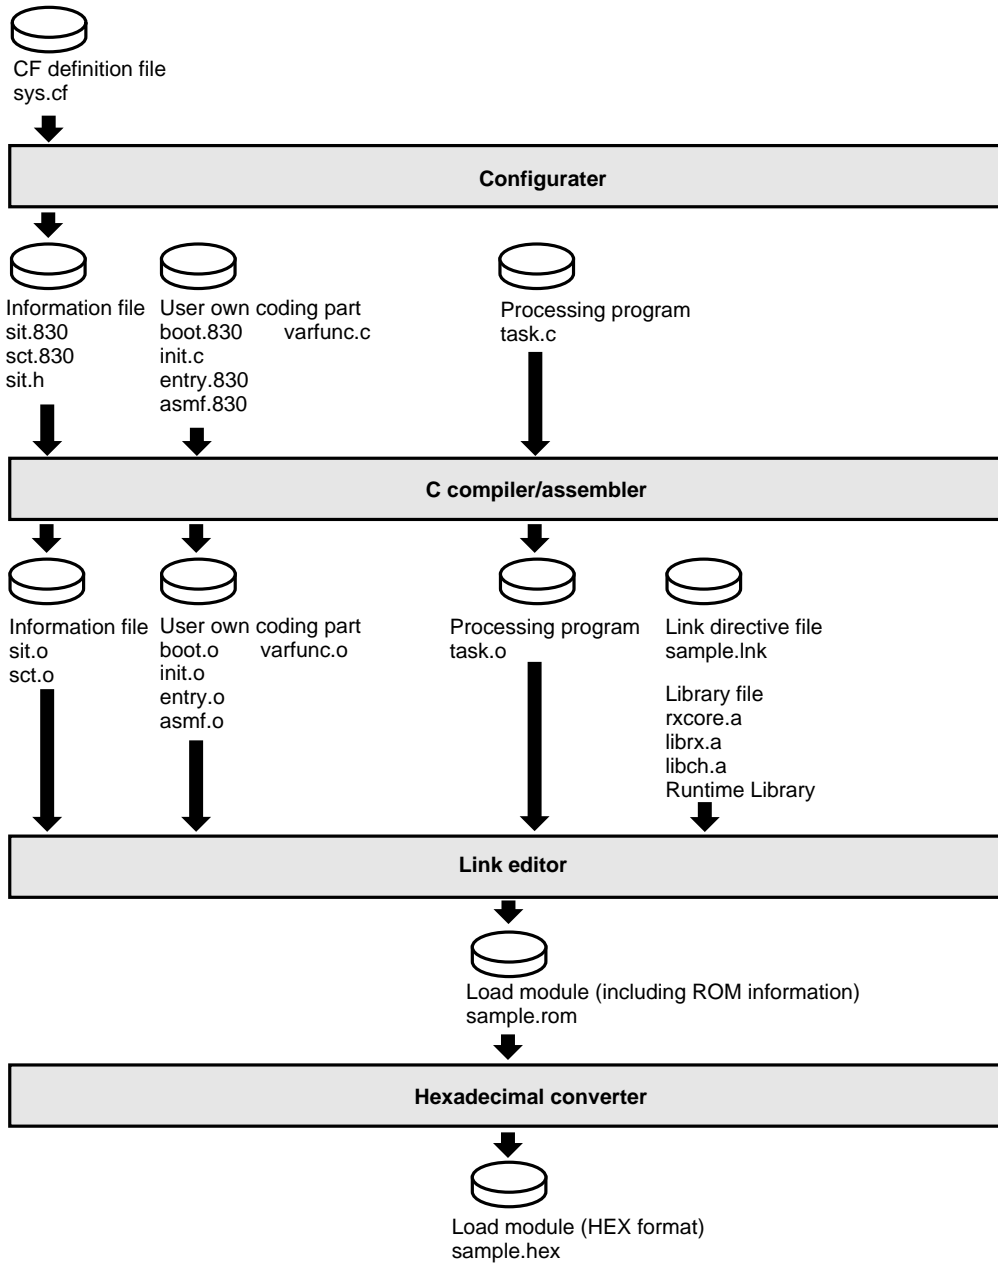 CF definition file
sys.cf
Configurater
Information file
sit.830
sct.830
sit.h
User own coding part
boot.830 varfunc.c
init.c
entry.830
asmf.830
Processing program
task.c
C compiler/assembler
Information file
sit.o
sct.o
User own coding part
boot.o varfunc.o
init.o
entry.o
asmf.o
Processing program
task.o
Link directive file
sample.lnk
Library file
rxcore.a
librx.a
libch.a
Runtime Library
Link editor
Load module (including ROM information)
sample.rom
Hexadecimal converter
Load module (HEX format)
sample.hex